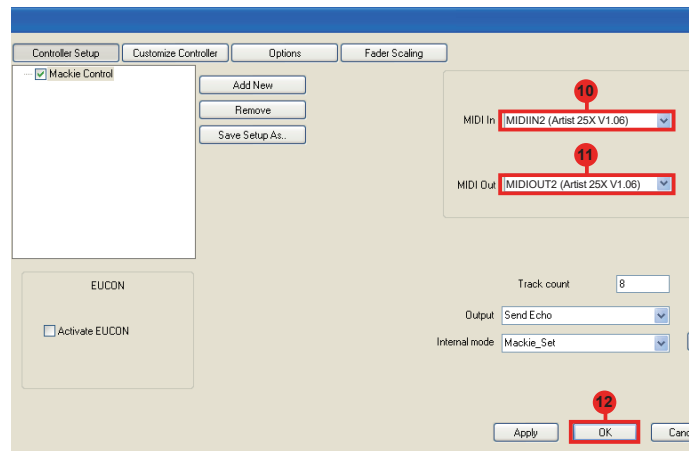 Controller Setup Customize Controller Options Fader Scaling
Mackie Control
Add New
Remove
Save Setup As..
10
MIDI In MIDIIN2 (Artist 25X V1.06)
11
MIDI Out MIDIOUT2 (Artist 25X V1.06)
EUCON
Activate EUCON
Track count 8
Output Send Echo
Internal mode Mackie_Set
12
Apply OK Canc